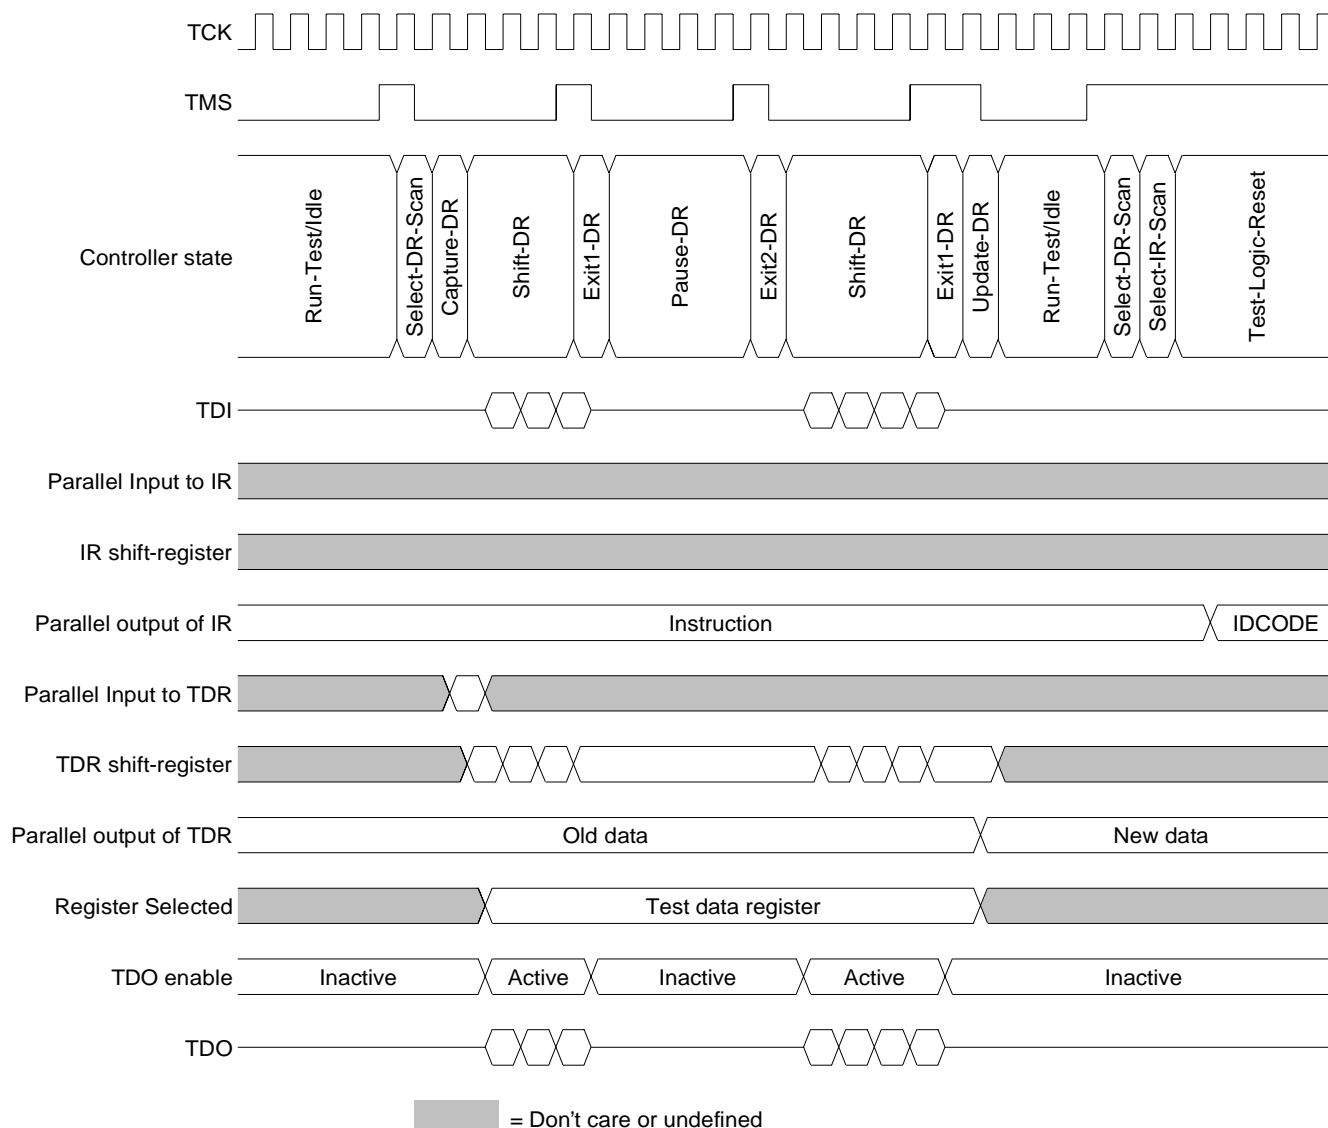 TCK
TMS
Controller state
Run-Test/Idle
Select-DR-Scan
Capture-DR
Shift-DR
Exit1-DR
Pause-DR
Exit2-DR
Shift-DR
Exit1-DR
Update-DR
Run-Test/Idle
Select-DR-Scan
Select-IR-Scan
Test-Logic-Reset
TDI
Parallel Input to IR
IR shift-register
Parallel output of IR
Instruction
IDCODE
Parallel Input to TDR
TDR shift-register
Parallel output of TDR
Old data
New data
Register Selected
Test data register
TDO enable
Inactive
Active
Inactive
Active
Inactive
TDO
= Don't care or undefined